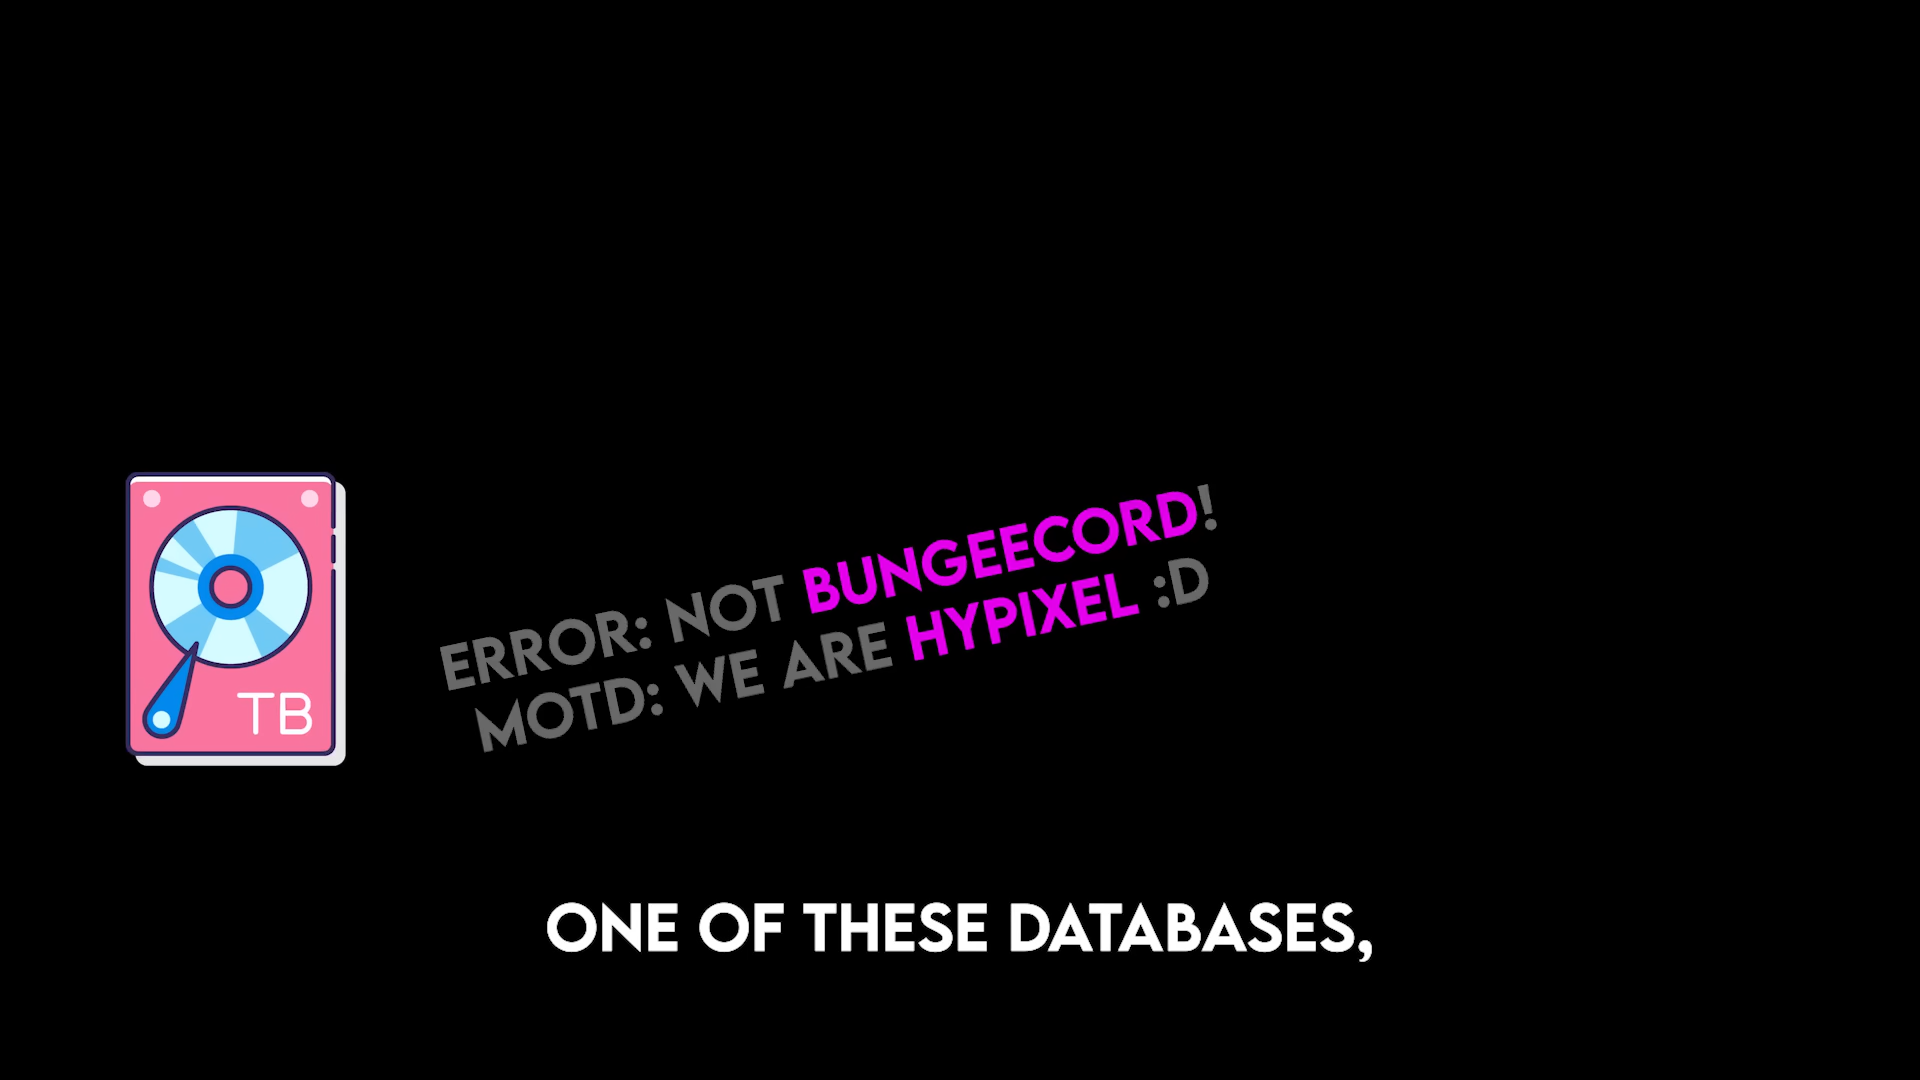 ERROR: NOT BUNGEECORD!
MOTD: WE ARE HYPIXEL :D
TB
ONE OF THESE DATABASES,